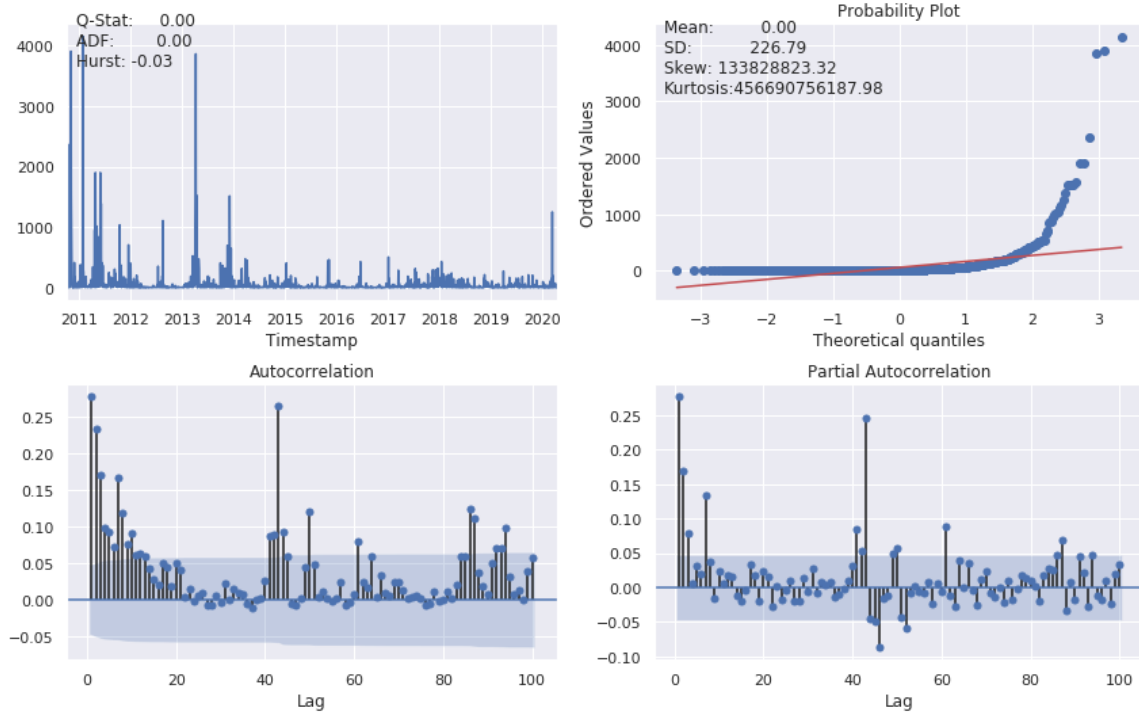 Q-Stat: 0.00
ADF: 0.00
Hurst: -0.03
4000
3000
2000
1000
0
2011 2012 2013 2014 2015 2016 2017 2018 2019 2020
Timestamp
Probability Plot
Mean: 0.00
SD: 226.79
Skew: 133828823.32
Kurtosis:456690756187.98
Ordered Values
4000
3000
2000
1000
0
−3 −2 −1 0 1 2 3
Theoretical quantiles
Autocorrelation
0.25
0.20
0.15
0.10
0.05
0.00
−0.05
0 20 40 60 80 100
Lag
Partial Autocorrelation
0.25
0.20
0.15
0.10
0.05
0.00
−0.05
−0.10
0 20 40 60 80 100
Lag